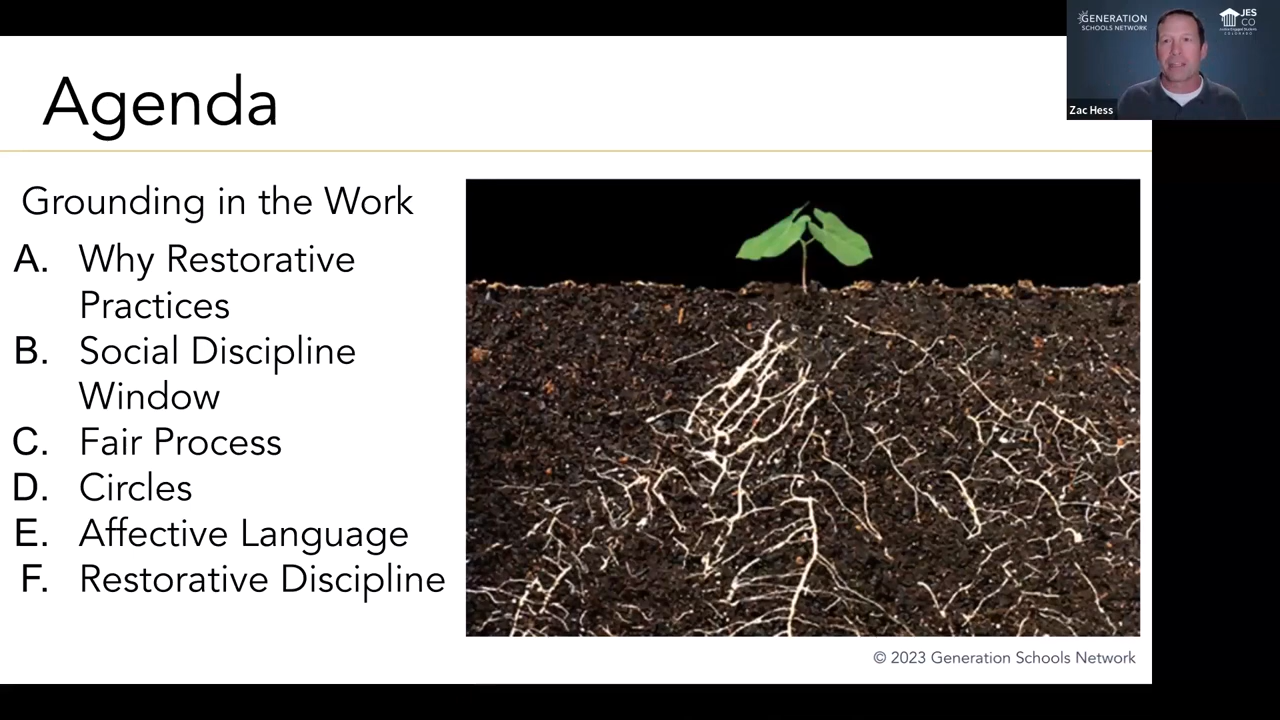 Agenda
GENERATION
SCHOOLS NETWORK
JES
CO
COLORADO
Zac Hess
Grounding in the Work
A. Why Restorative
Practices
B. Social Discipline
Window
C. Fair Process
D. Circles
E. Affective Language
F. Restorative Discipline
© 2023 Generation Schools Network